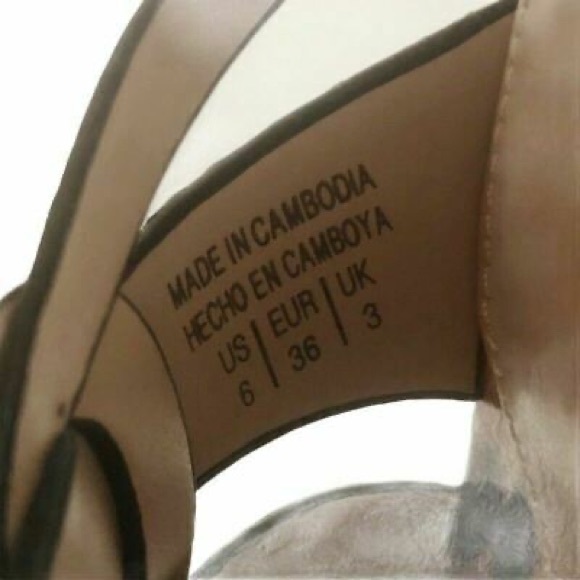 MADE IN CAMBODIA
HECHO EN CAMBOYA
US | EUR | UK
6 | 36 | 3